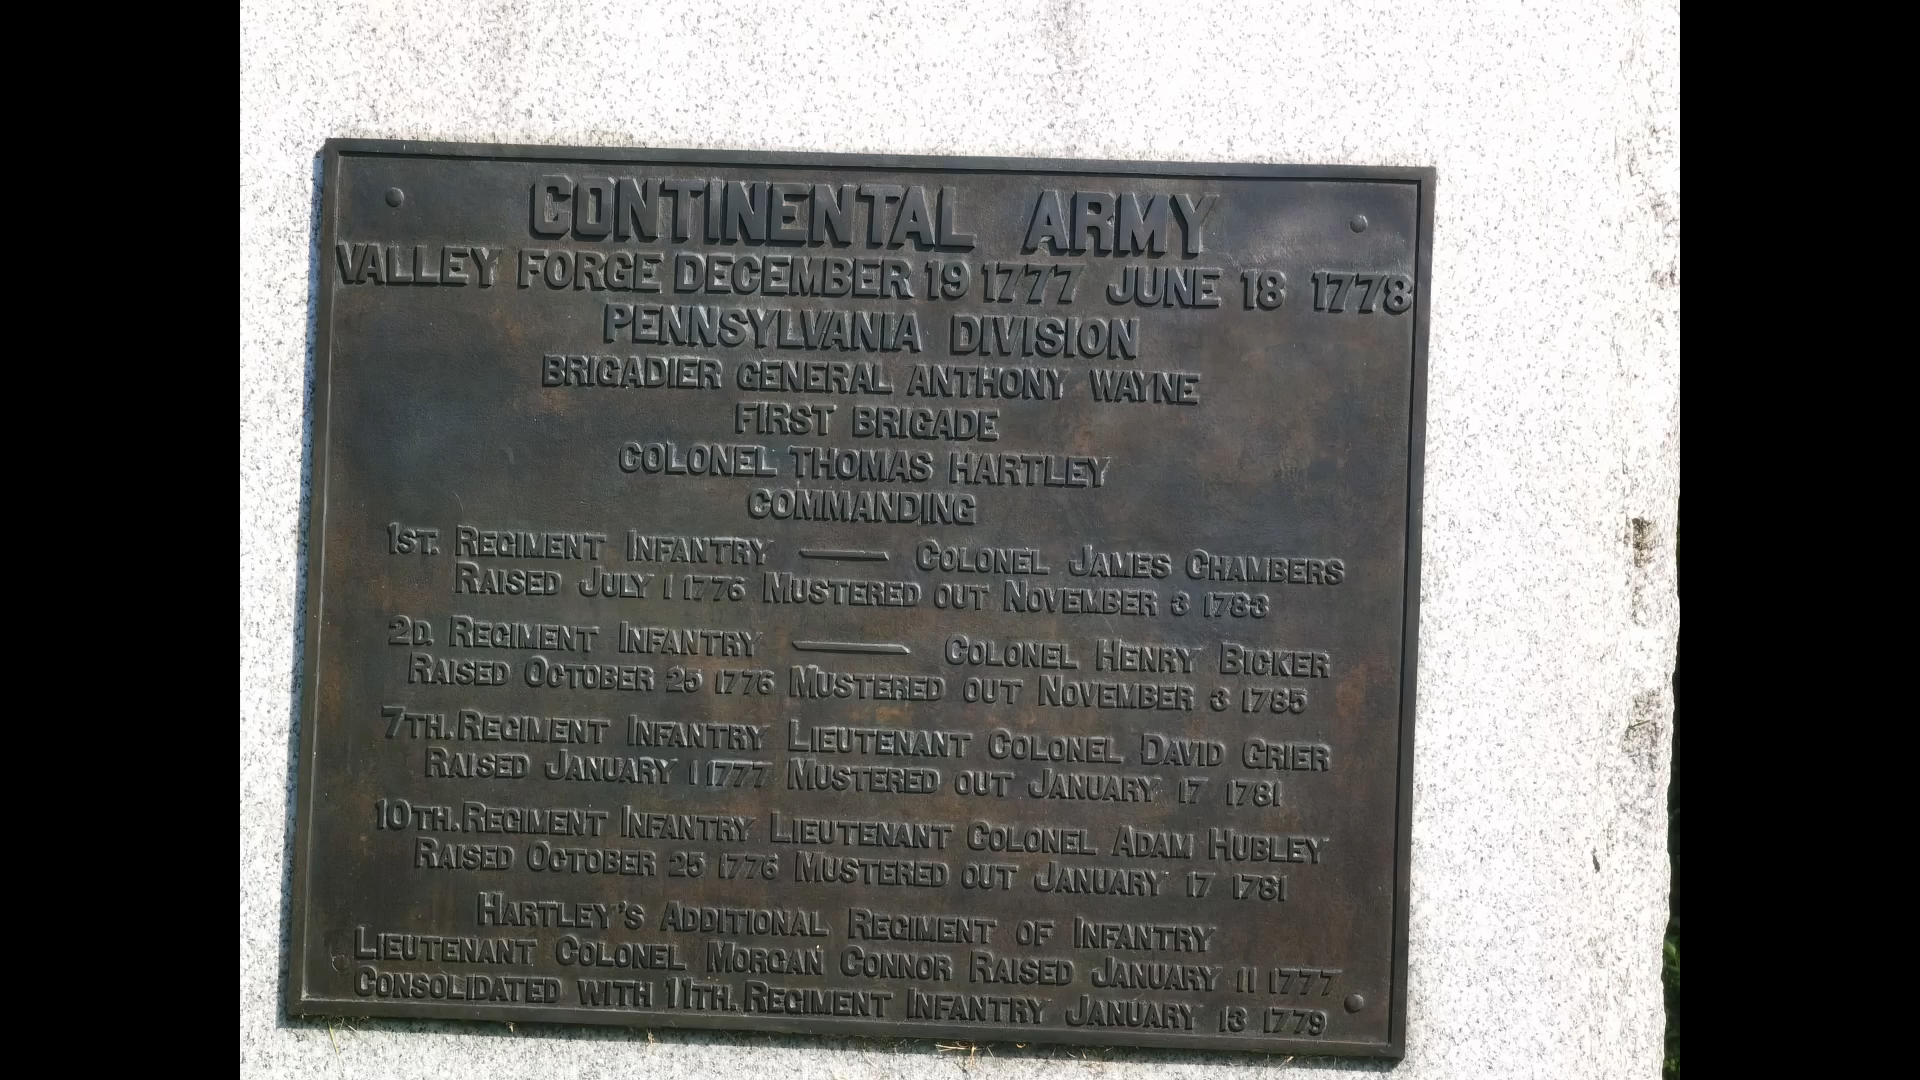 CONTINENTAL ARMY
VALLEY FORGE DECEMBER 19 1777 JUNE 18 1778
PENNSYLVANIA DIVISION
BRIGADIER GENERAL ANTHONY WAYNE
FIRST BRIGADE
COLONEL THOMAS HARTLEY
COMMANDING
1ST. REGIMENT INFANTRY — COLONEL JAMES CHAMBERS
RAISED JULY 1 1776 MUSTERED OUT NOVEMBER 3 1783
2D. REGIMENT INFANTRY — COLONEL HENRY BICKER
RAISED OCTOBER 25 1776 MUSTERED OUT NOVEMBER 3 1785
7TH. REGIMENT INFANTRY LIEUTENANT COLONEL DAVID GRIER
RAISED JANUARY 1 1777 MUSTERED OUT JANUARY 17 1781
10TH. REGIMENT INFANTRY LIEUTENANT COLONEL ADAM HUBLEY
RAISED OCTOBER 25 1776 MUSTERED OUT JANUARY 17 1781
HARTLEY'S ADDITIONAL REGIMENT OF INFANTRY
LIEUTENANT COLONEL MORGAN CONNOR RAISED JANUARY 11 1777
CONSOLIDATED WITH 11TH. REGIMENT INFANTRY JANUARY 13 1779